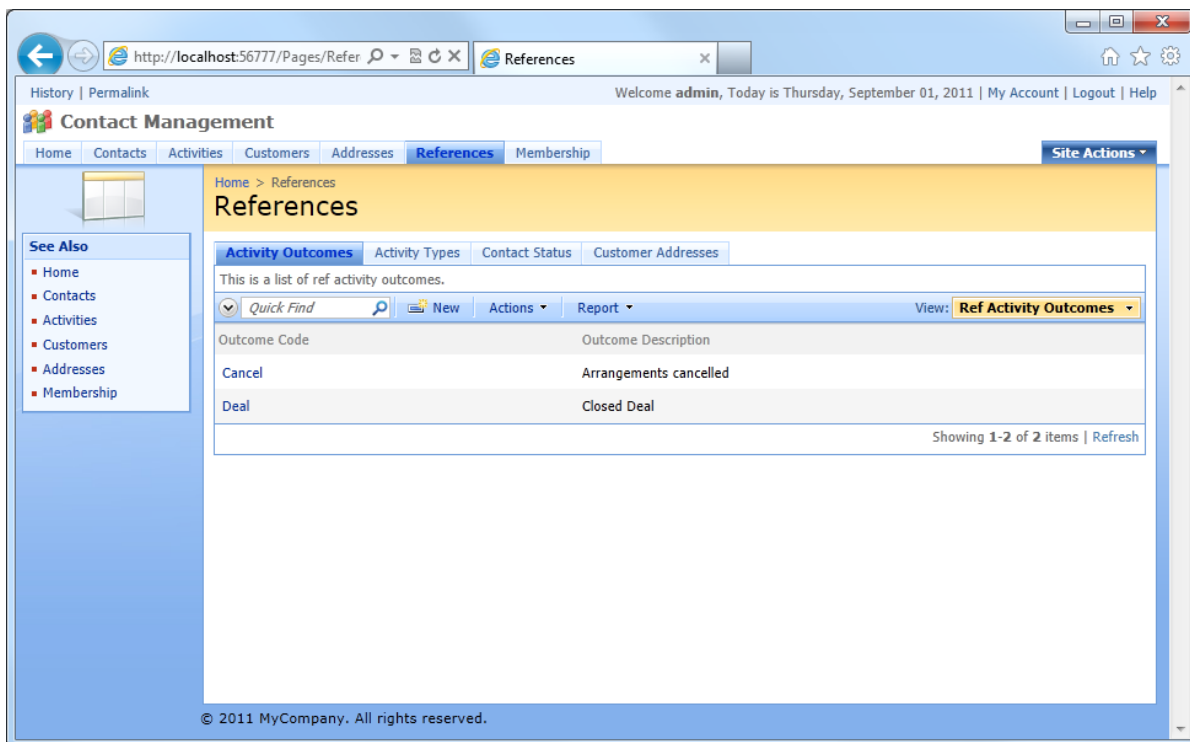 http://localhost:56777/Pages/Refer
References
History | Permalink
Welcome admin, Today is Thursday, September 01, 2011 | My Account | Logout | Help
Contact Management
Home Contacts Activities Customers Addresses References Membership Site Actions
Home > References
References
See Also
Home
Contacts
Activities
Customers
Addresses
Membership
Activity Outcomes Activity Types Contact Status Customer Addresses
This is a list of ref activity outcomes.
Quick Find New Actions Report View: Ref Activity Outcomes
Outcome Code Outcome Description
Cancel Arrangements cancelled
Deal Closed Deal
Showing 1-2 of 2 items | Refresh
© 2011 MyCompany. All rights reserved.